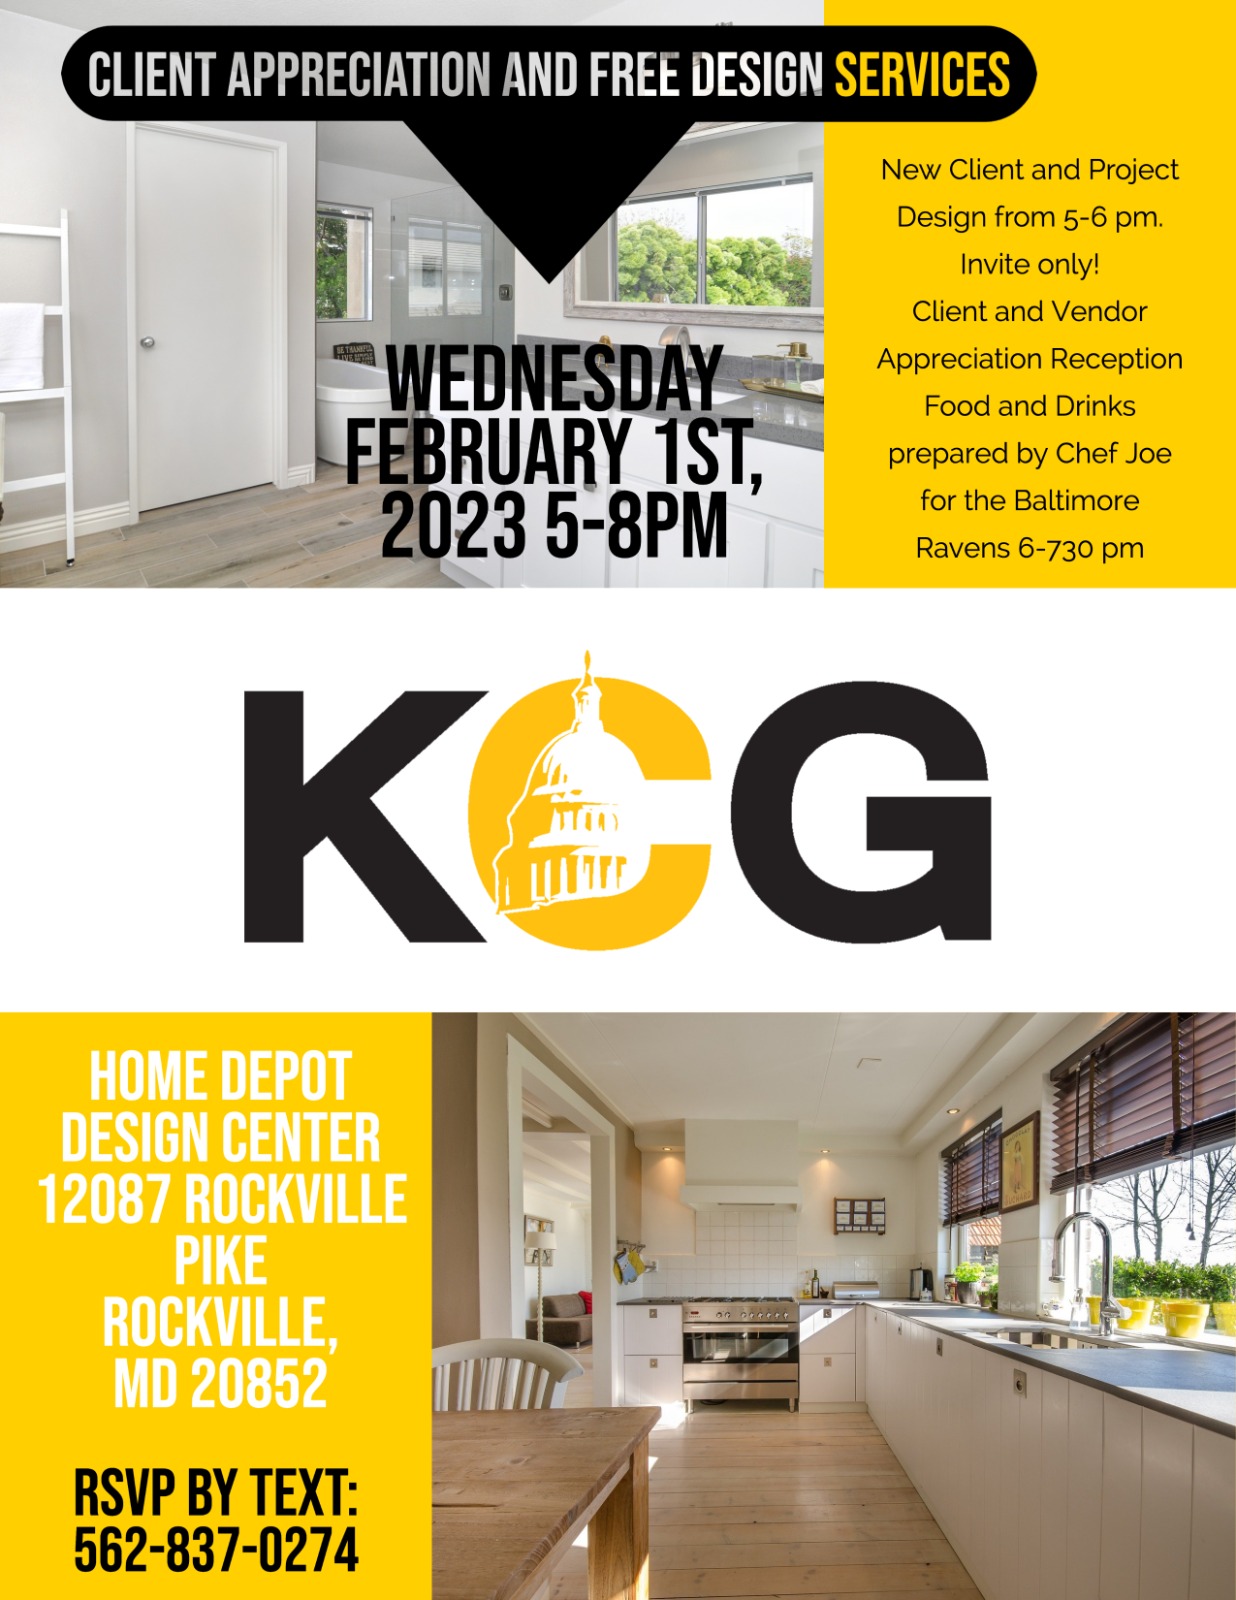 CLIENT APPRECIATION AND FREE DESIGN SERVICES
New Client and Project
Design from 5-6 pm.
Invite only!
Client and Vendor
Appreciation Reception
Food and Drinks
prepared by Chef Joe
for the Baltimore
Ravens 6-730 pm
BE THANKFUL
WEDNESDAY
FEBRUARY 1ST,
2023 5-8PM
KCG
HOME DEPOT
DESIGN CENTER
12087 ROCKVILLE
PIKE
ROCKVILLE,
MD 20852
RSVP BY TEXT:
562-837-0274